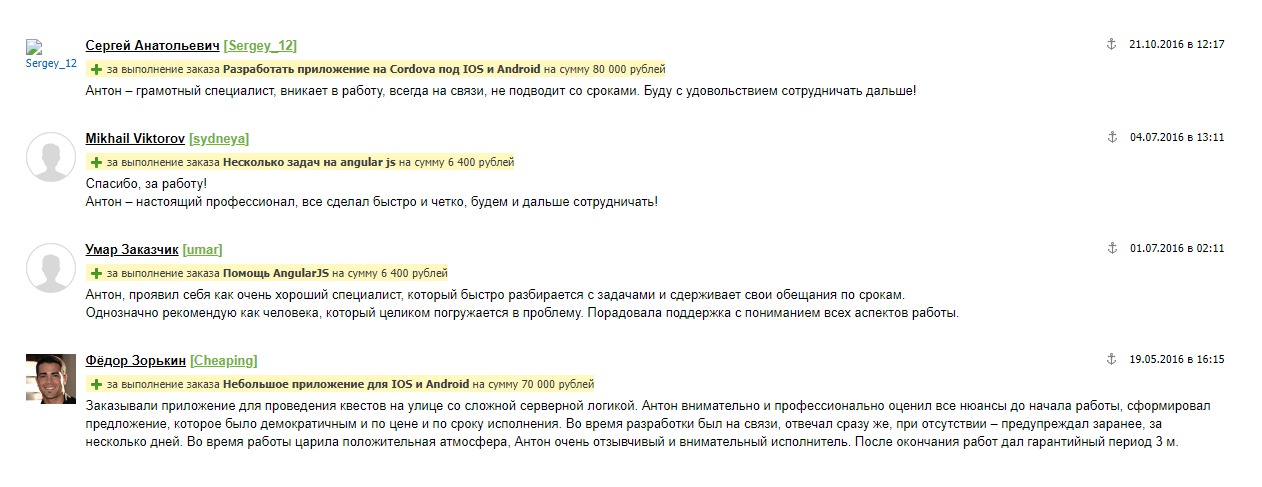 Сергей Анатольевич [Sergey_12]
21.10.2016 в 12:17
Sergey_12
за выполнение заказа Разработать приложение на Cordova под IOS и Android на сумму 80 000 рублей
Антон – грамотный специалист, вникает в работу, всегда на связи, не подводит со сроками. Буду с удовольствием сотрудничать дальше!
Mikhail Viktorov [sydneya]
04.07.2016 в 13:11
за выполнение заказа Несколько задач на angular js на сумму 6 400 рублей
Спасибо, за работу!
Антон – настоящий профессионал, все сделал быстро и четко, будем и дальше сотрудничать!
Умар Заказчик [umar]
01.07.2016 в 02:11
за выполнение заказа Помощь AngularJS на сумму 6 400 рублей
Антон, проявил себя как очень хороший специалист, который быстро разбирается с задачами и сдерживает свои обещания по срокам.
Однозначно рекомендую как человека, который целиком погружается в проблему. Порадовала поддержка с пониманием всех аспектов работы.
Фёдор Зорькин [Cheaping]
19.05.2016 в 16:15
за выполнение заказа Небольшое приложение для IOS и Android на сумму 70 000 рублей
Заказывали приложение для проведения квестов на улице со сложной серверной логикой. Антон внимательно и профессионально оценил все нюансы до начала работы, сформировал
предложение, которое было демократичным и по цене и по сроку исполнения. Во время разработки был на связи, отвечал сразу же, при отсутствии – предупреждал заранее, за
несколько дней. Во время работы царила положительная атмосфера, Антон очень отзывчивый и внимательный исполнитель. После окончания работ дал гарантийный период 3 м.